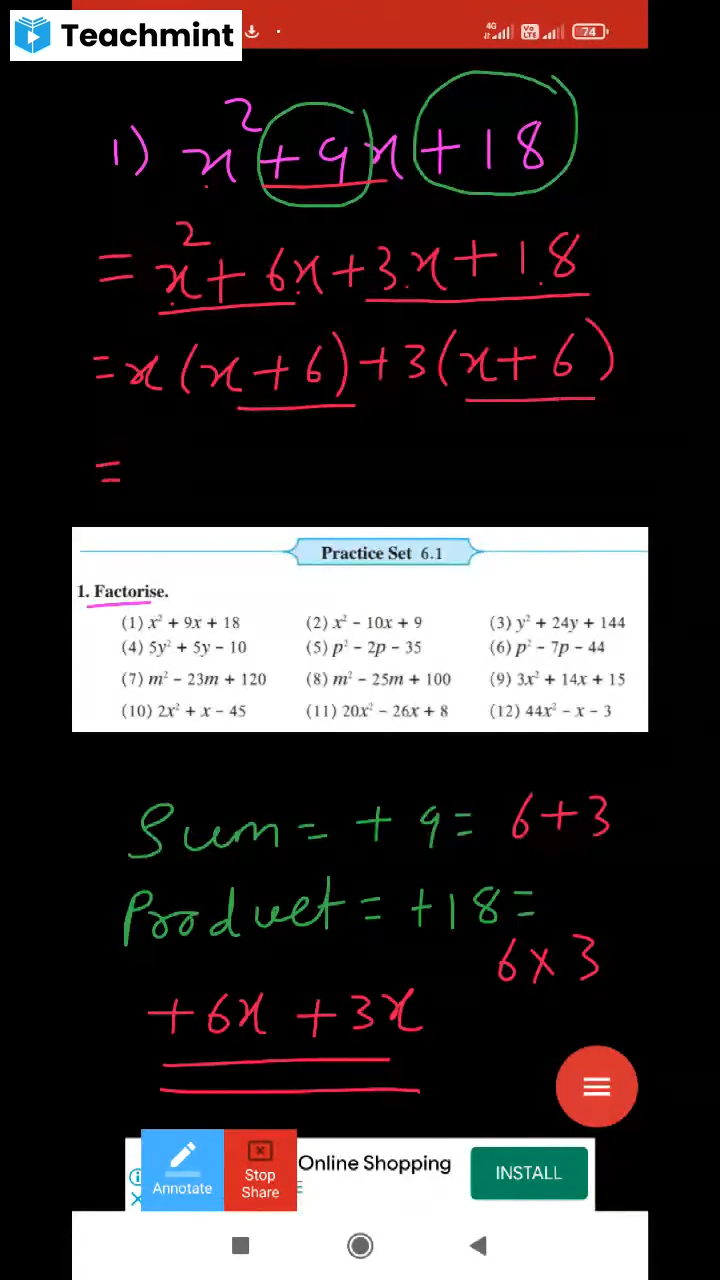 Teachmint
4G Vo LTE 74
1) x² + 9x + 18
= x² + 6x + 3x + 18
= x (x + 6) + 3 (x + 6)
=
Practice Set 6.1
1. Factorise.
(1) x² + 9x + 18 (2) x² - 10x + 9 (3) y² + 24y + 144
(4) 5y² + 5y - 10 (5) p² - 2p - 35 (6) p² - 7p - 44
(7) m² - 23m + 120 (8) m² - 25m + 100 (9) 3x² + 14x + 15
(10) 2x² + x - 45 (11) 20x² - 26x + 8 (12) 44x² - x - 3
Sum = + 9 = 6 + 3
Product = + 18 =
6 x 3
+ 6x + 3x
Online Shopping
INSTALL
Annotate
Stop
Share